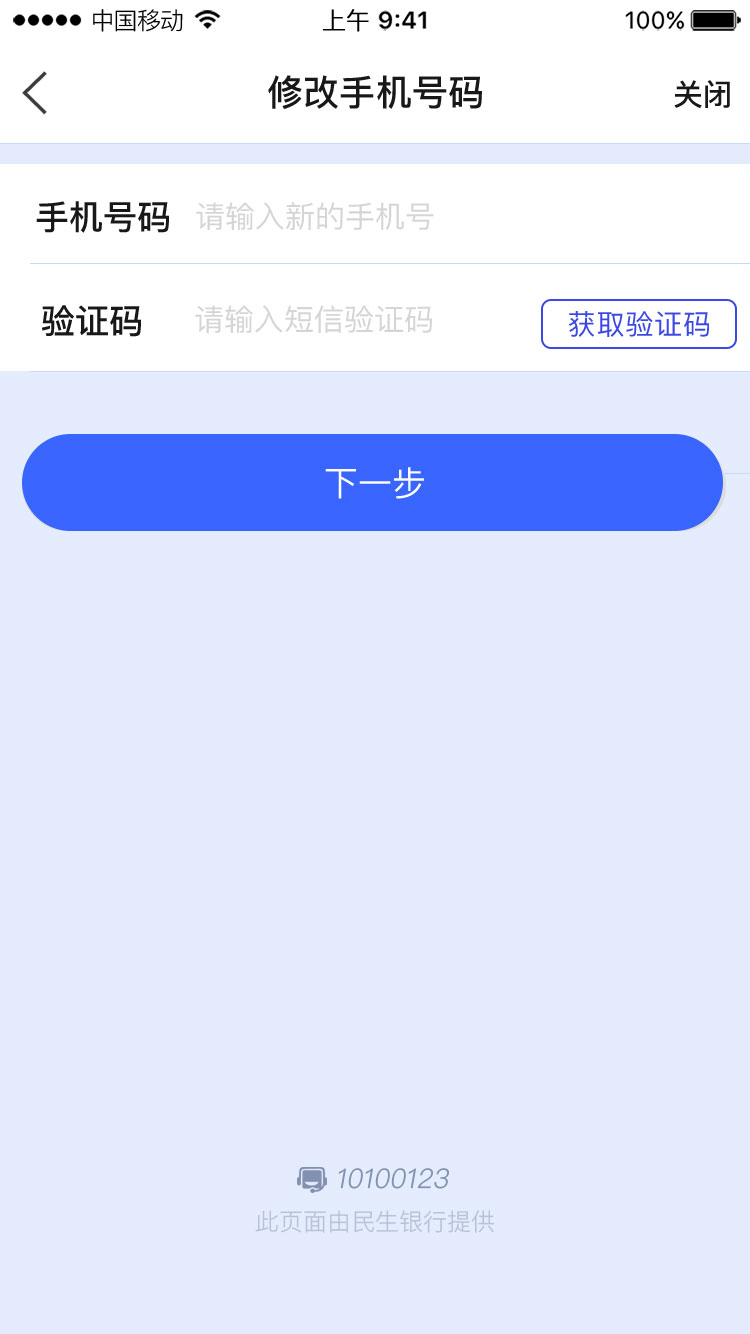 中国移动 上午 9:41 100%
修改手机号码 关闭
手机号码 请输入新的手机号
验证码 请输入短信验证码 获取验证码
下一步
10100123
此页面由民生银行提供